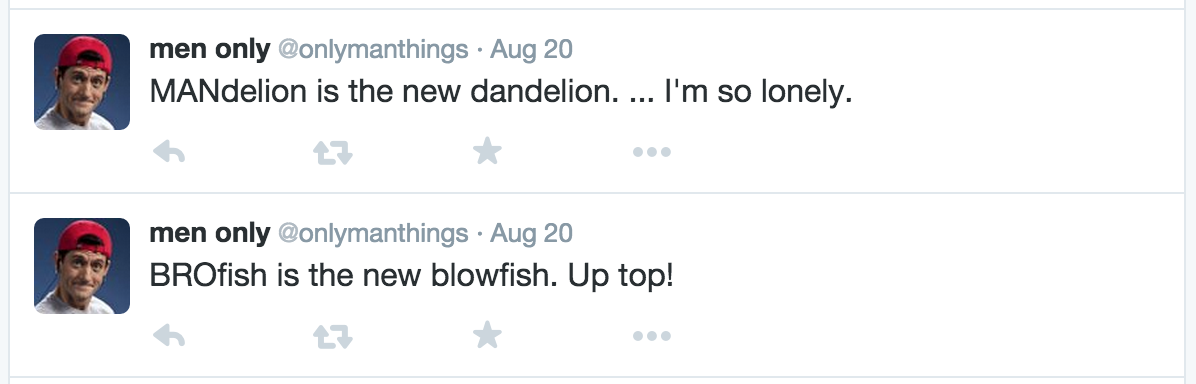 men only @onlymanthings · Aug 20
MANdelion is the new dandelion. ... I'm so lonely.
men only @onlymanthings · Aug 20
BROfish is the new blowfish. Up top!